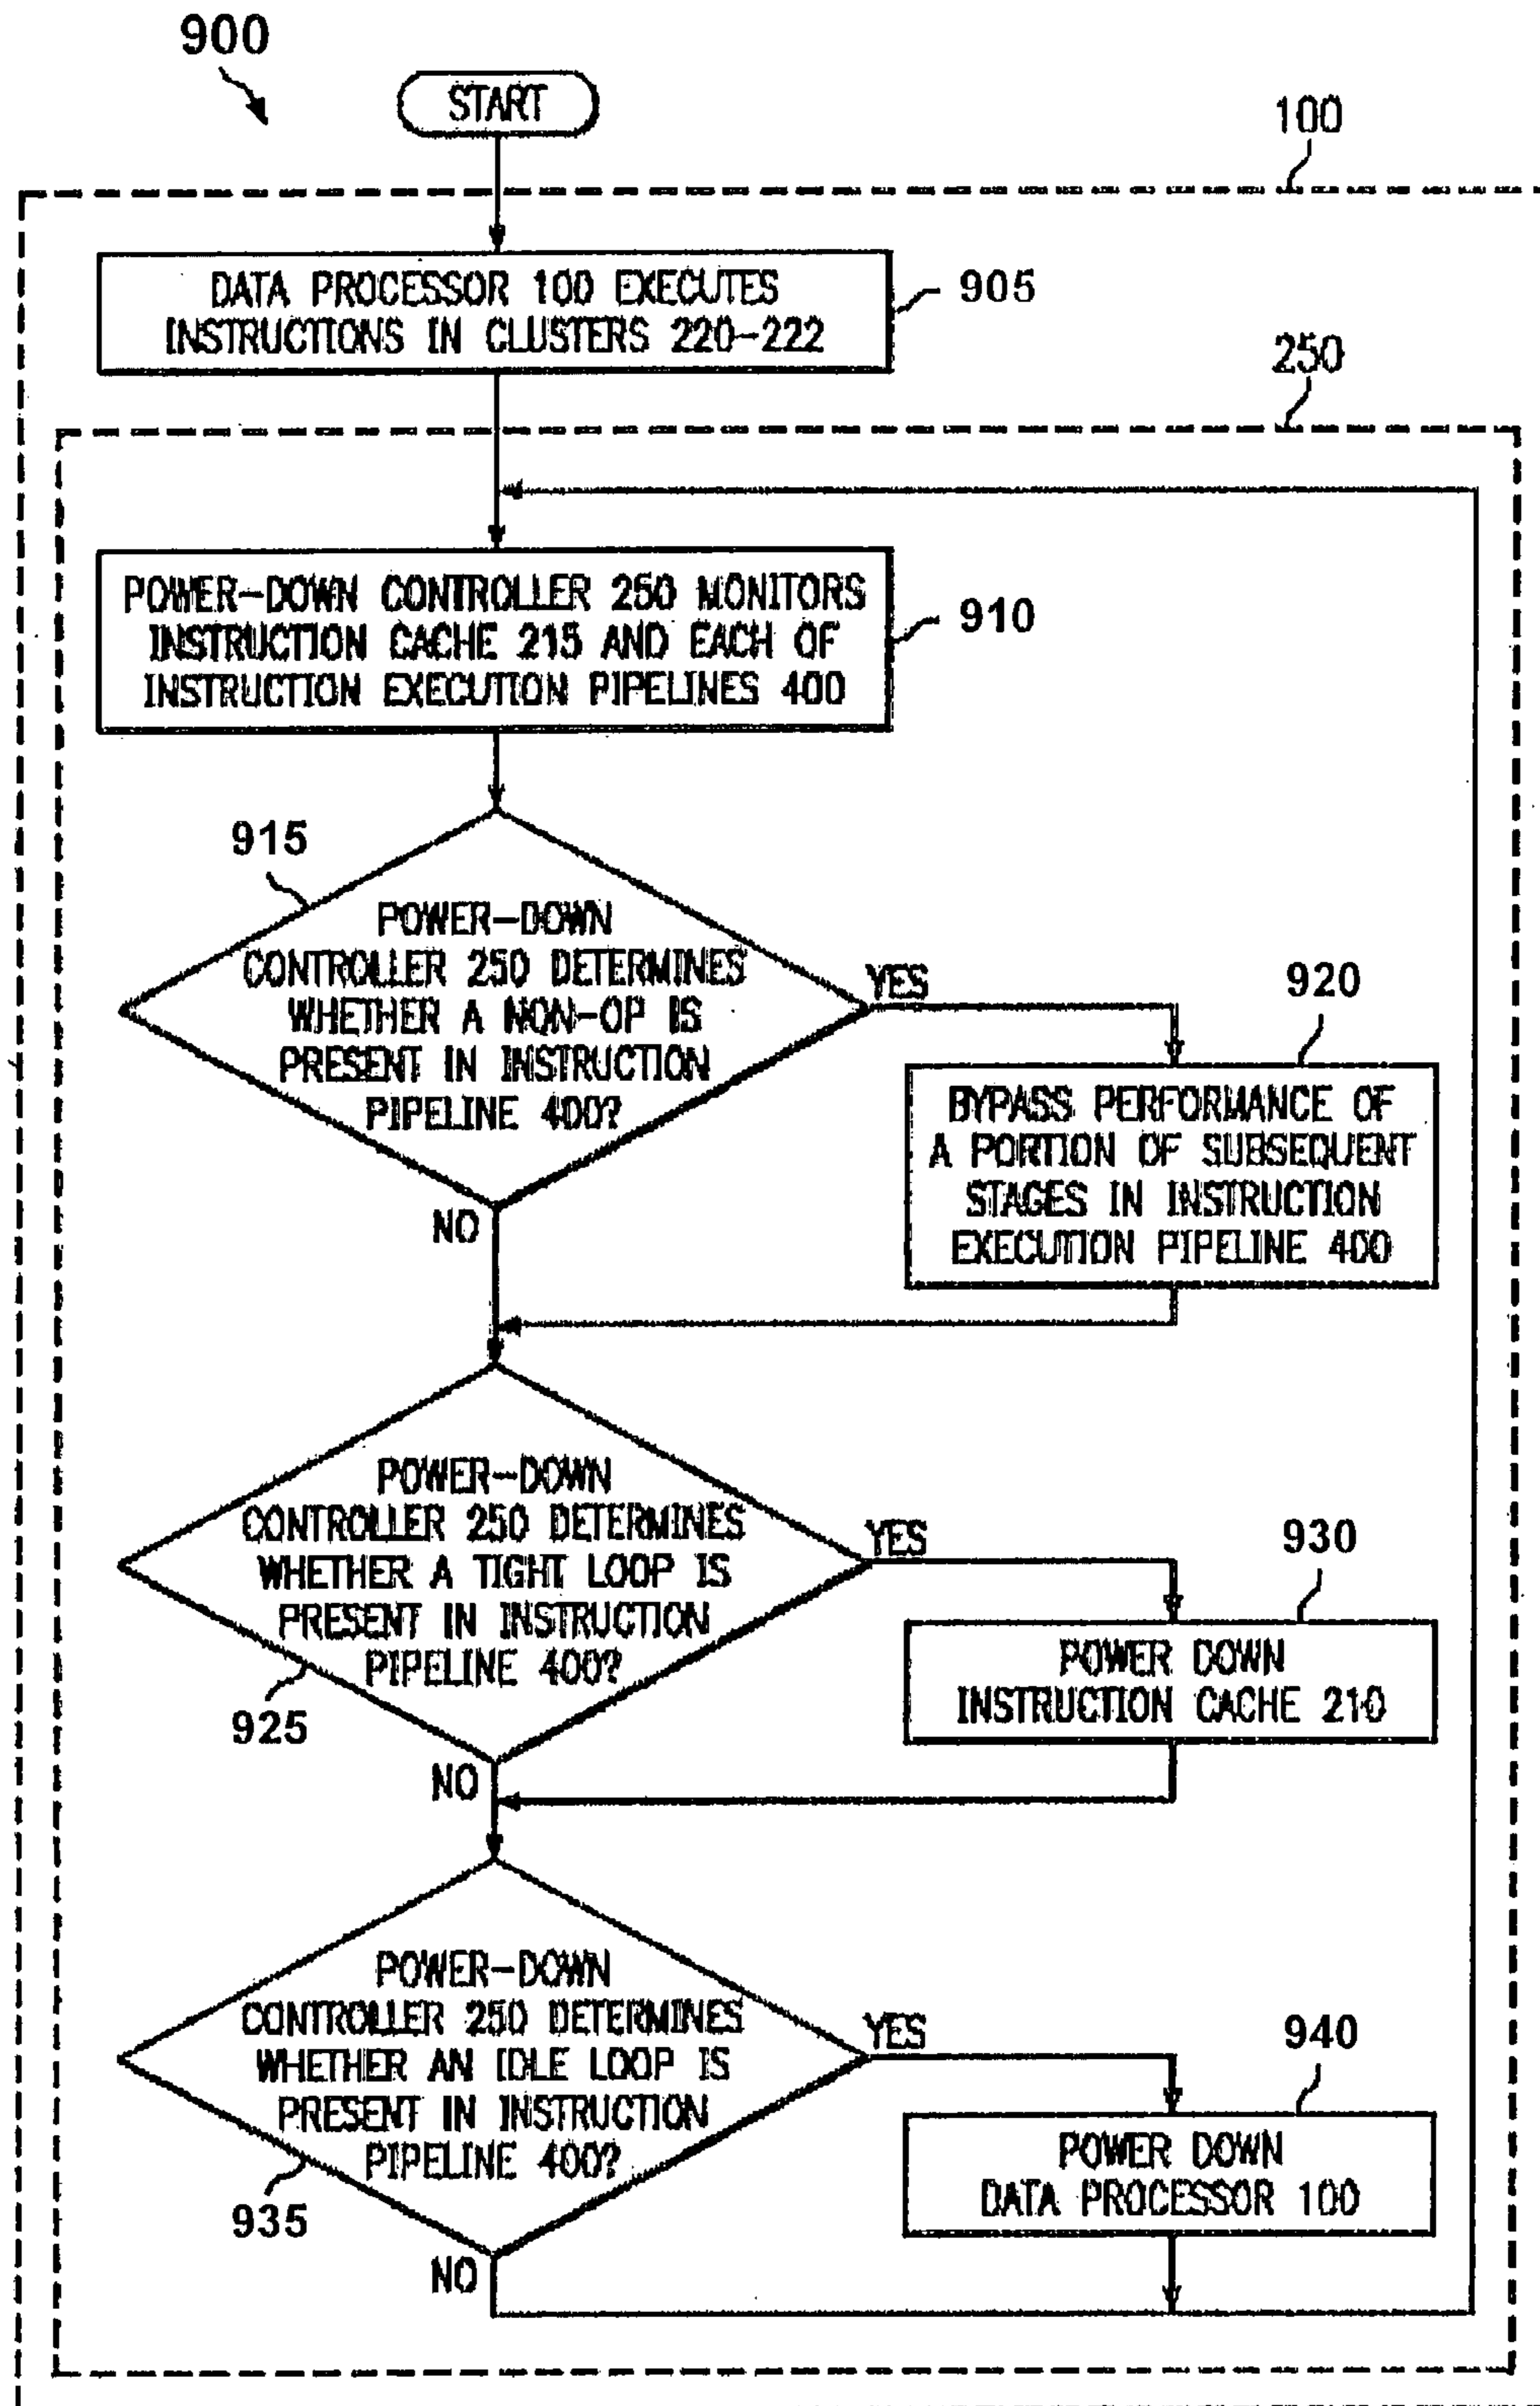 900
START
100
DATA PROCESSOR 100 EXECUTES
INSTRUCTIONS IN CLUSTERS 220-222
905
250
POWER-DOWN CONTROLLER 250 MONITORS
INSTRUCTION CACHE 215 AND EACH OF
INSTRUCTION EXECUTION PIPELINES 400
910
915
POWER-DOWN
CONTROLLER 250 DETERMINES
WHETHER A NON-OP IS
PRESENT IN INSTRUCTION
PIPELINE 400?
YES
NO
920
BYPASS PERFORMANCE OF
A PORTION OF SUBSEQUENT
STAGES IN INSTRUCTION
EXECUTION PIPELINE 400
POWER-DOWN
CONTROLLER 250 DETERMINES
WHETHER A TIGHT LOOP IS
PRESENT IN INSTRUCTION
PIPELINE 400?
925
YES
NO
930
POWER DOWN
INSTRUCTION CACHE 210
POWER-DOWN
CONTROLLER 250 DETERMINES
WHETHER AN IDLE LOOP IS
PRESENT IN INSTRUCTION
PIPELINE 400?
935
YES
NO
940
POWER DOWN
DATA PROCESSOR 100